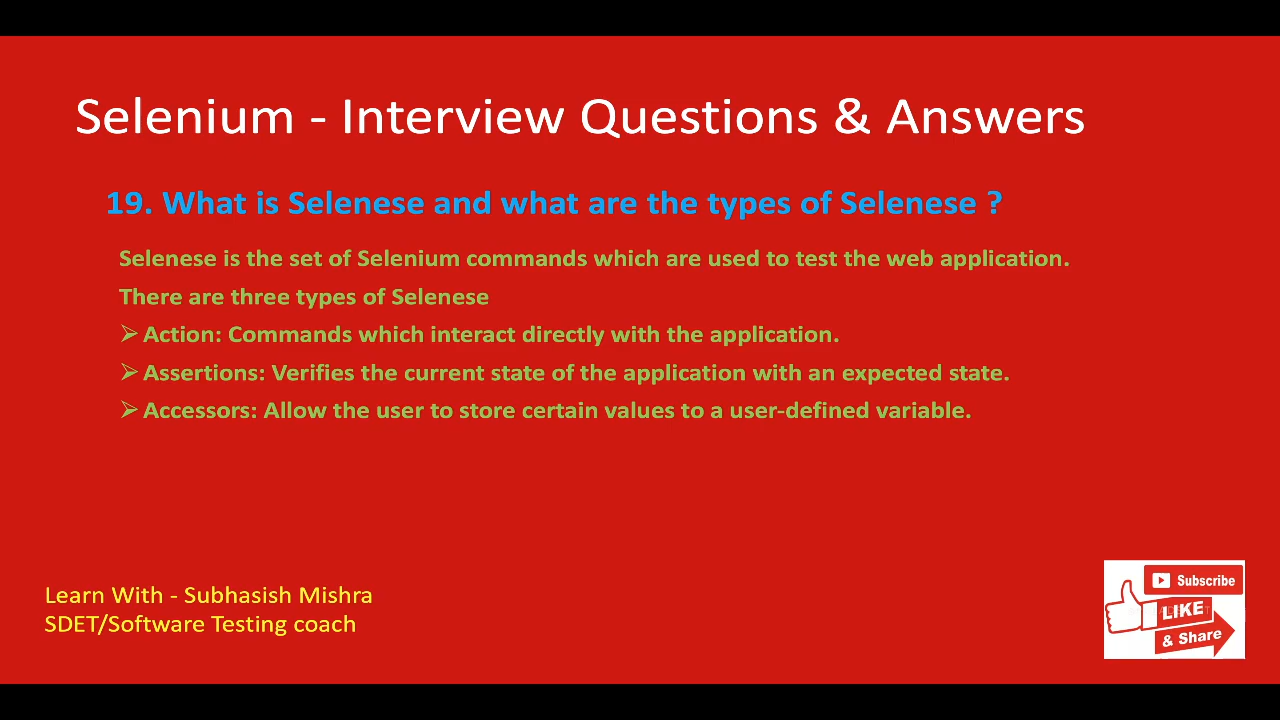 Selenium - Interview Questions & Answers
19. What is Selenese and what are the types of Selenese ?
Selenese is the set of Selenium commands which are used to test the web application.
There are three types of Selenese
➢ Action: Commands which interact directly with the application.
➢ Assertions: Verifies the current state of the application with an expected state.
➢ Accessors: Allow the user to store certain values to a user-defined variable.
Learn With - Subhasish Mishra
SDET/Software Testing coach
Subscribe
LIKE
& Share